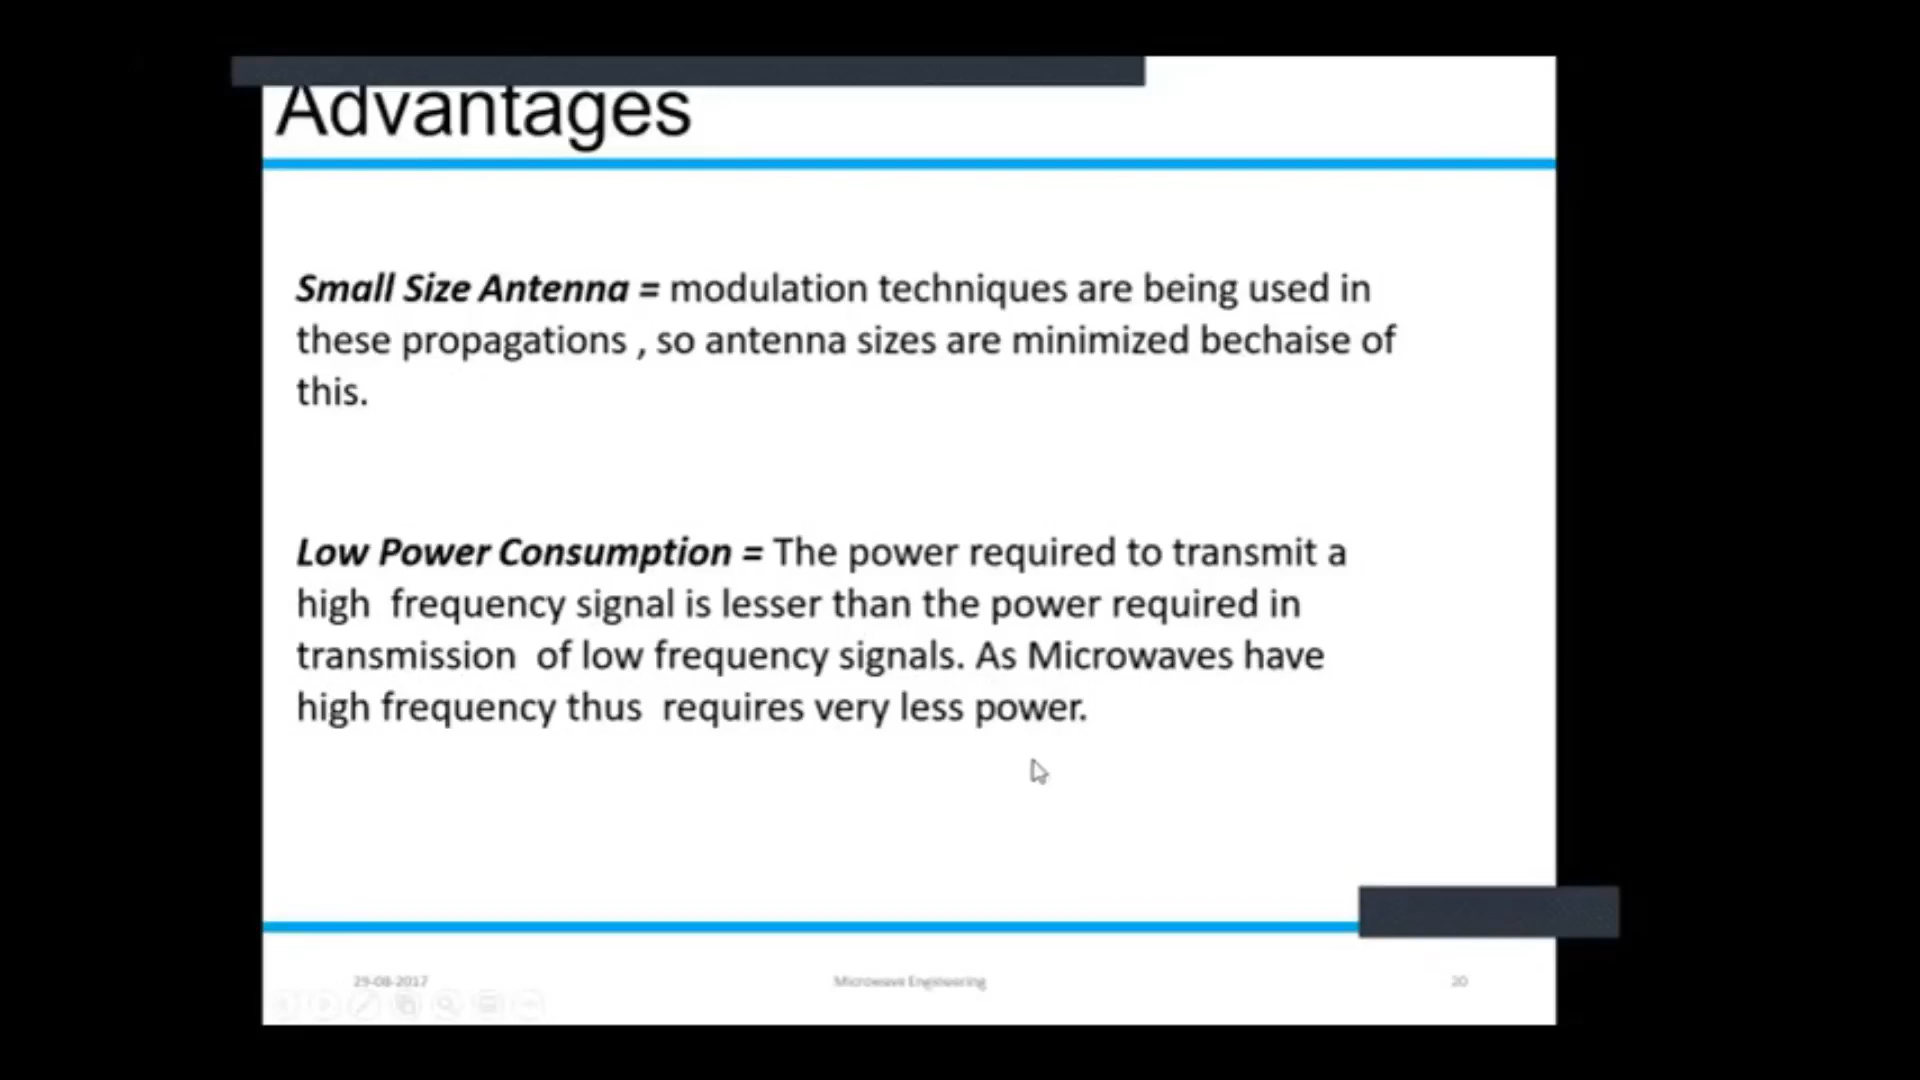 Advantages
Small Size Antenna = modulation techniques are being used in
these propagations , so antenna sizes are minimized bechaise of
this.
Low Power Consumption = The power required to transmit a
high frequency signal is lesser than the power required in
transmission of low frequency signals. As Microwaves have
high frequency thus requires very less power.
29-08-2017
Microwave Engineering
20